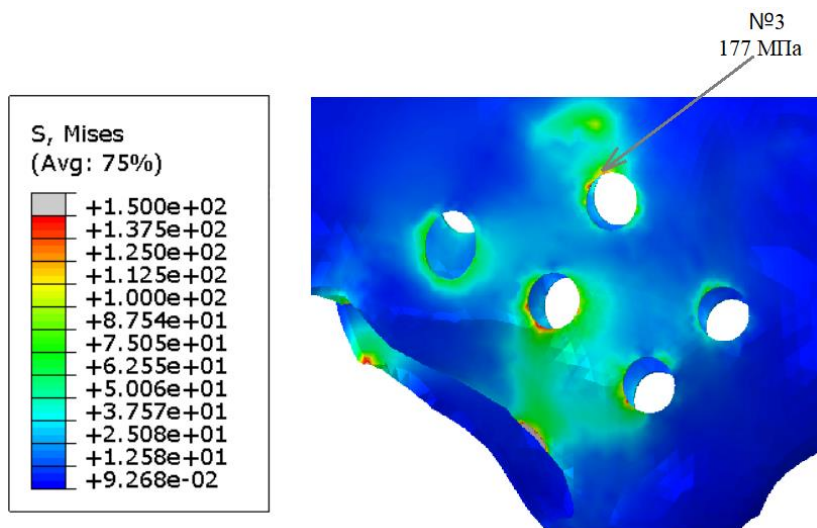 №3
177 МПа
S, Mises
(Avg: 75%)
+1.500e+02
+1.375e+02
+1.250e+02
+1.125e+02
+1.000e+02
+8.754e+01
+7.505e+01
+6.255e+01
+5.006e+01
+3.757e+01
+2.508e+01
+1.258e+01
+9.268e-02